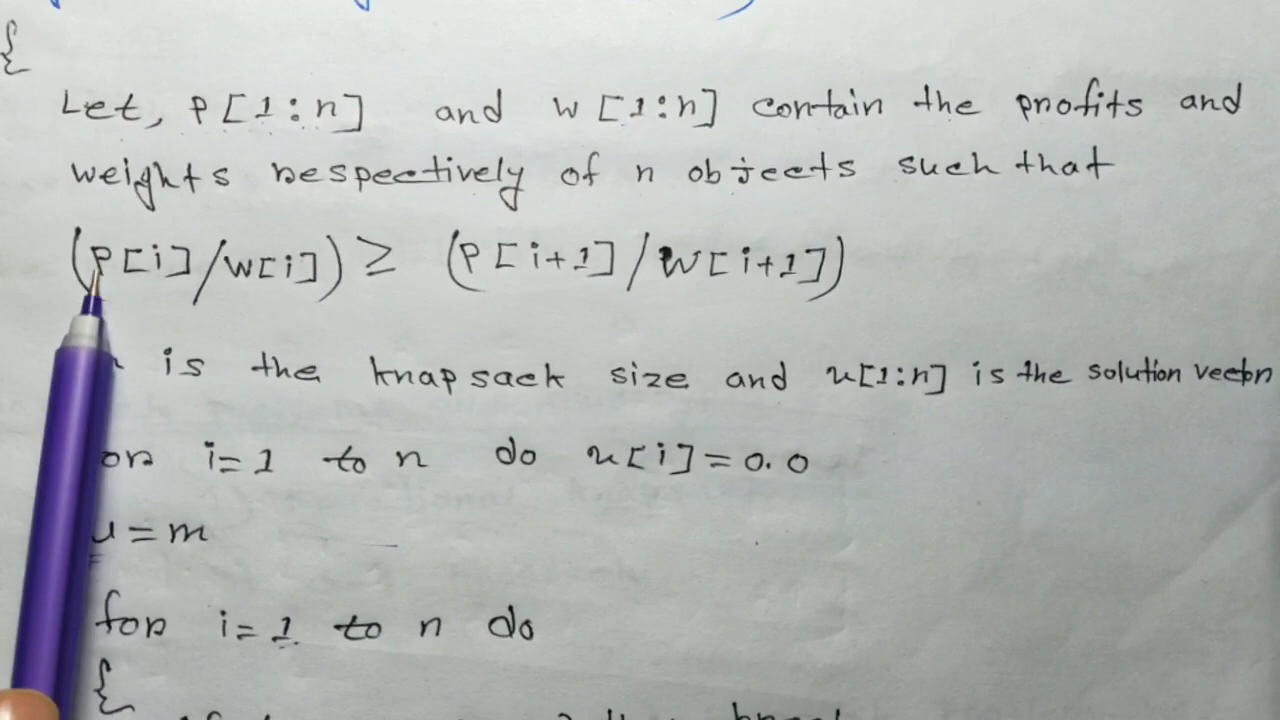 {
Let, P[1:n] and w[1:n] contain the profits and
weights respectively of n objects such that
(P[i]/w[i]) ≥ (P[i+1]/W[i+1])
is the knapsack size and x[1:n] is the solution vector
for i=1 to n do x[i]=0.0
u=m
for i=1 to n do
{